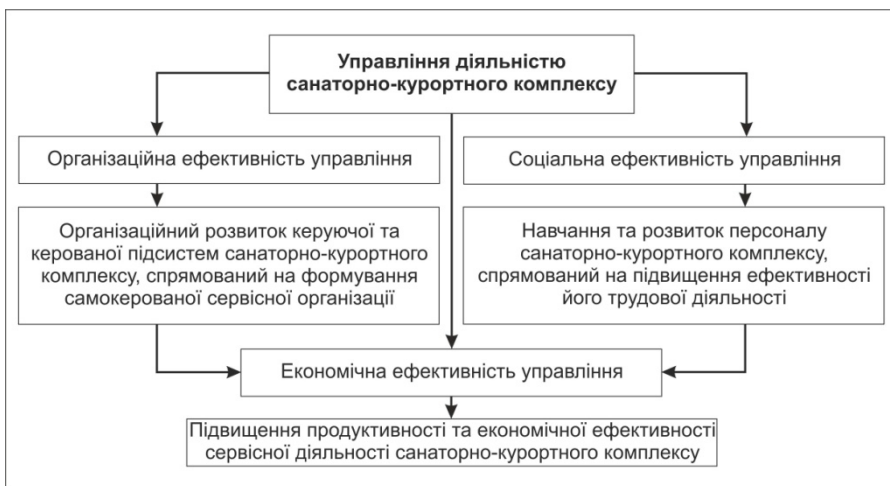 Управління діяльністю
санаторно-курортного комплексу
Організаційна ефективність управління
Соціальна ефективність управління
Організаційний розвиток керуючої та
керованої підсистем санаторно-курортного
комплексу, спрямований на формування
самокерованої сервісної організації
Навчання та розвиток персоналу
санаторно-курортного комплексу,
спрямований на підвищення ефективності
його трудової діяльності
Економічна ефективність управління
Підвищення продуктивності та економічної ефективності
сервісної діяльності санаторно-курортного комплексу